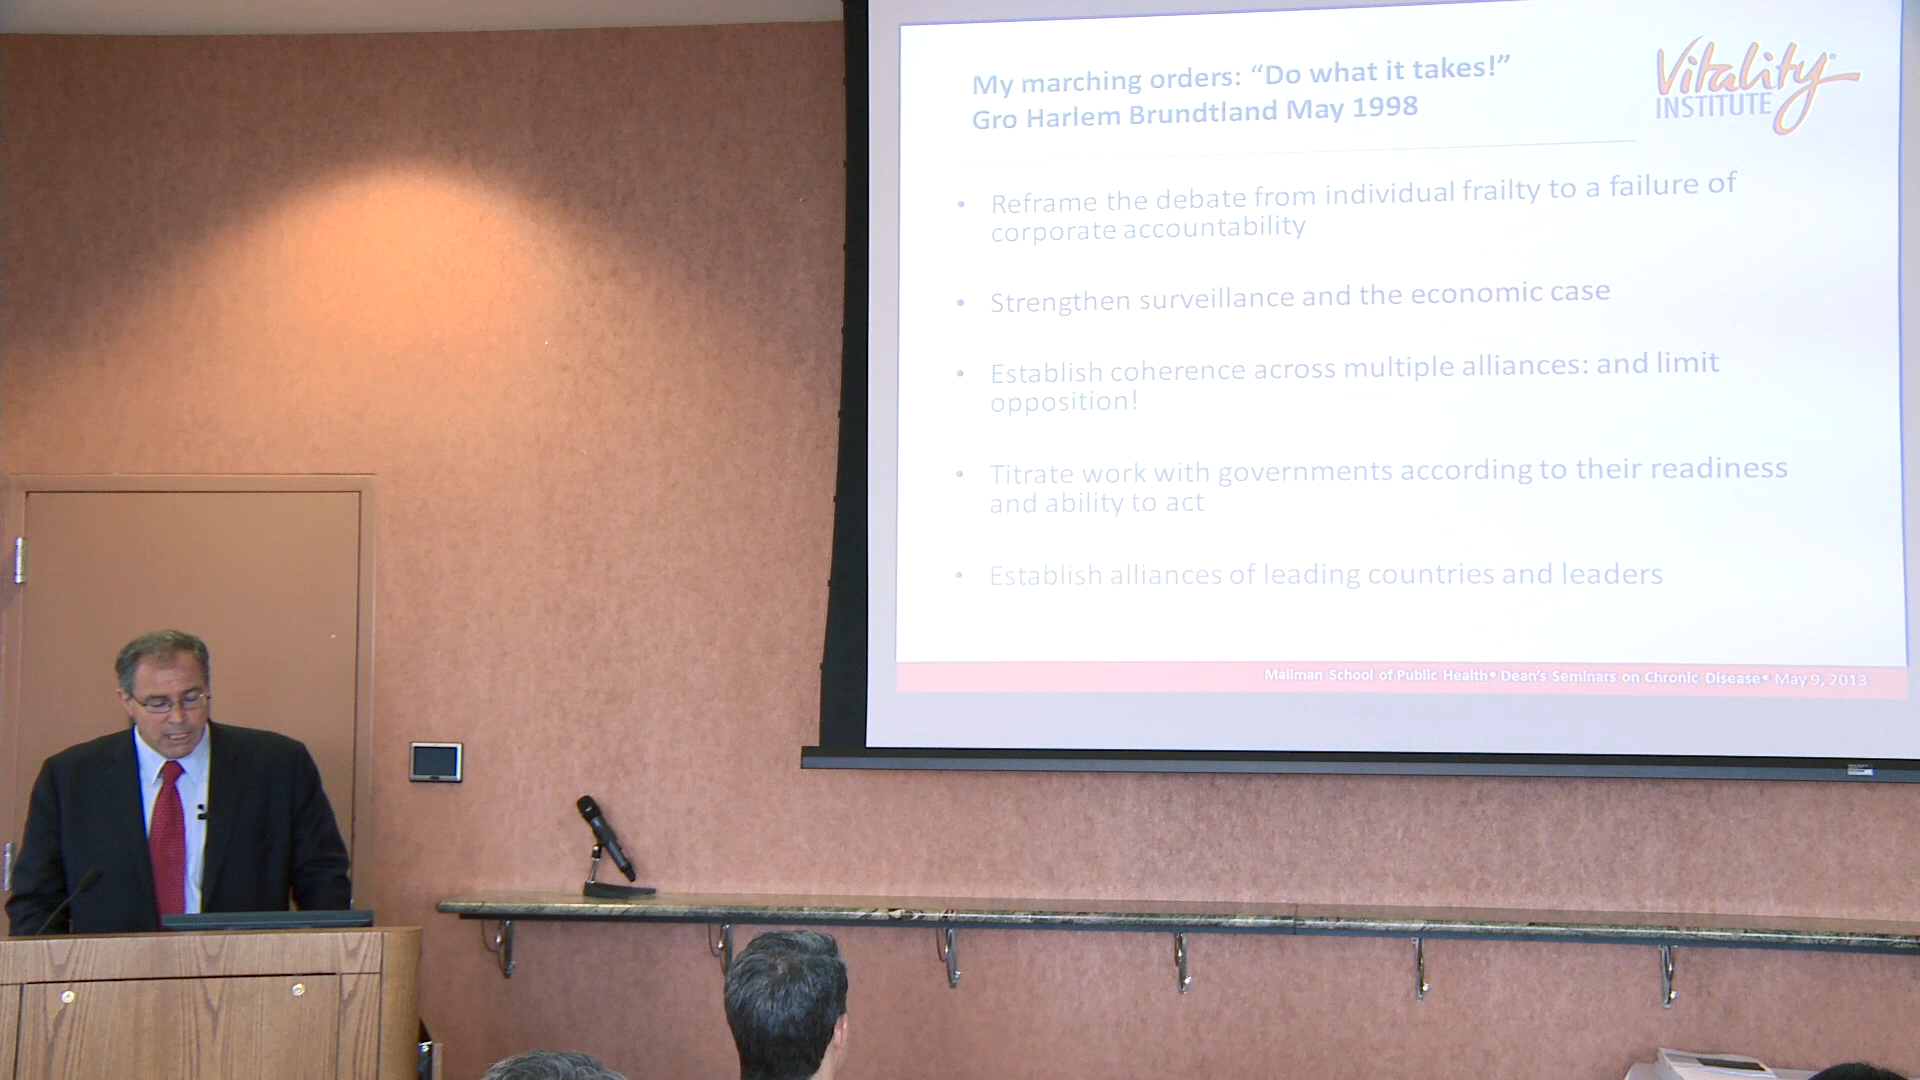 My marching orders: “Do what it takes!”
Gro Harlem Brundtland May 1998
Vitality
INSTITUTE
• Reframe the debate from individual frailty to a failure of
corporate accountability
• Strengthen surveillance and the economic case
• Establish coherence across multiple alliances: and limit
opposition!
• Titrate work with governments according to their readiness
and ability to act
• Establish alliances of leading countries and leaders
Mailman School of Public Health• Dean’s Seminars on Chronic Disease• May 9, 2013